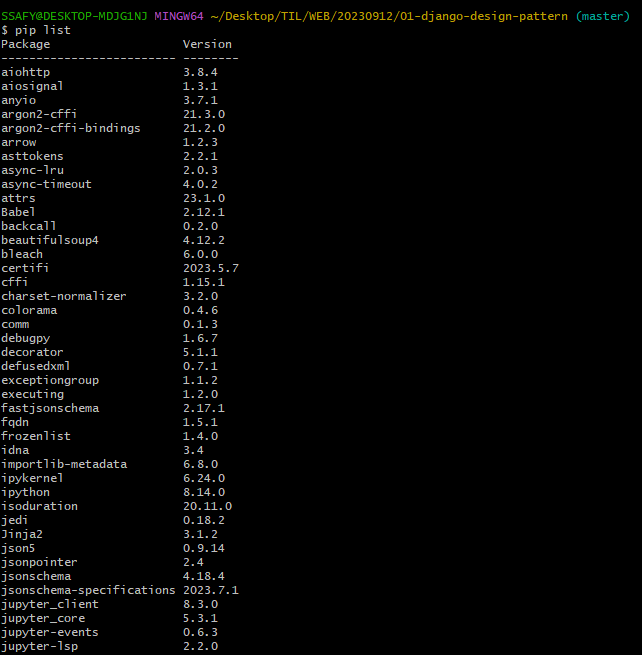 SSAFY@DESKTOP-MDJG1NJ MINGW64 ~/Desktop/TIL/WEB/20230912/01-django-design-pattern (master)
$ pip list
Package                   Version
------------------------- --------
aiohttp                   3.8.4
aiosignal                 1.3.1
anyio                     3.7.1
argon2-cffi               21.3.0
argon2-cffi-bindings      21.2.0
arrow                     1.2.3
asttokens                 2.2.1
async-lru                 2.0.3
async-timeout             4.0.2
attrs                     23.1.0
Babel                     2.12.1
backcall                  0.2.0
beautifulsoup4            4.12.2
bleach                    6.0.0
certifi                   2023.5.7
cffi                      1.15.1
charset-normalizer        3.2.0
colorama                  0.4.6
comm                      0.1.3
debugpy                   1.6.7
decorator                 5.1.1
defusedxml                0.7.1
exceptiongroup            1.1.2
executing                 1.2.0
fastjsonschema            2.17.1
fqdn                      1.5.1
frozenlist                1.4.0
idna                      3.4
importlib-metadata        6.8.0
ipykernel                 6.24.0
ipython                   8.14.0
isoduration               20.11.0
jedi                      0.18.2
Jinja2                    3.1.2
json5                     0.9.14
jsonpointer               2.4
jsonschema                4.18.4
jsonschema-specifications 2023.7.1
jupyter_client            8.3.0
jupyter_core              5.3.1
jupyter-events            0.6.3
jupyter-lsp               2.2.0